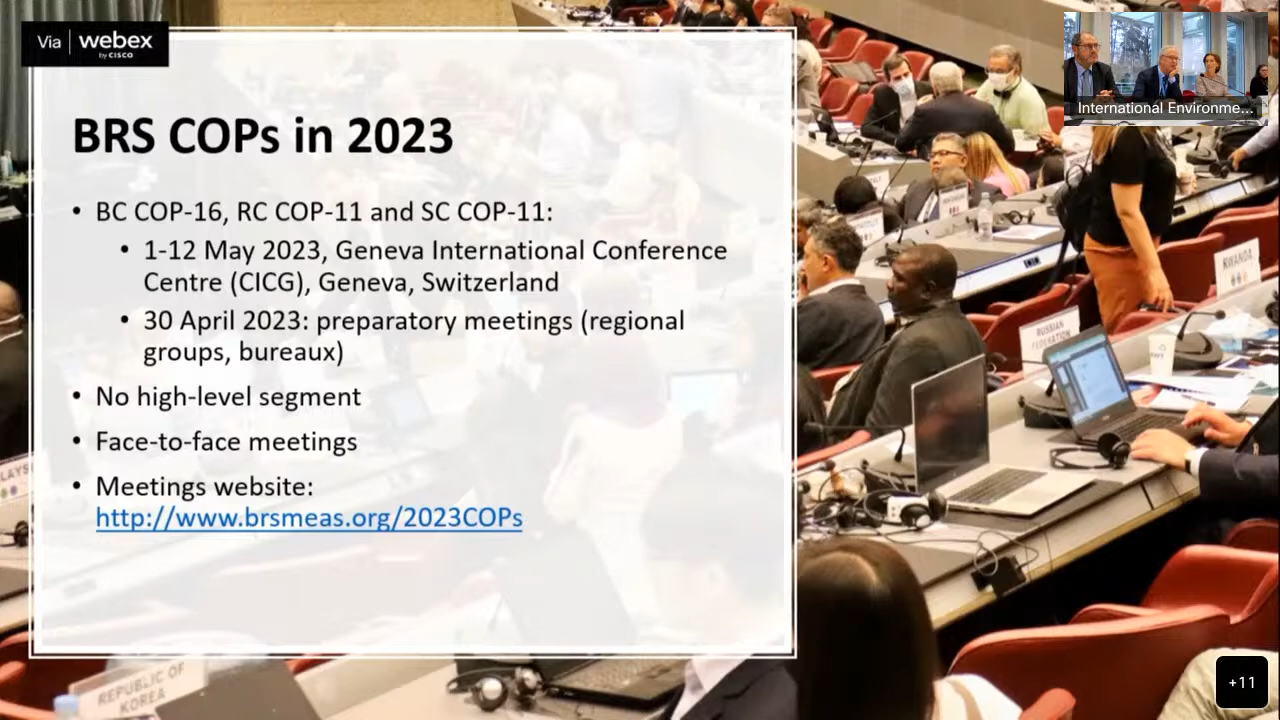 Via webex
by CISCO
International Environme...
BRS COPs in 2023
• BC COP-16, RC COP-11 and SC COP-11:
• 1-12 May 2023, Geneva International Conference
Centre (CICG), Geneva, Switzerland
• 30 April 2023: preparatory meetings (regional
groups, bureaux)
• No high-level segment
• Face-to-face meetings
• Meetings website:
http://www.brsmeas.org/2023COPs
RWANDA
RUSSIAN
FEDERATION
REPUBLIC OF
KOREA
+11